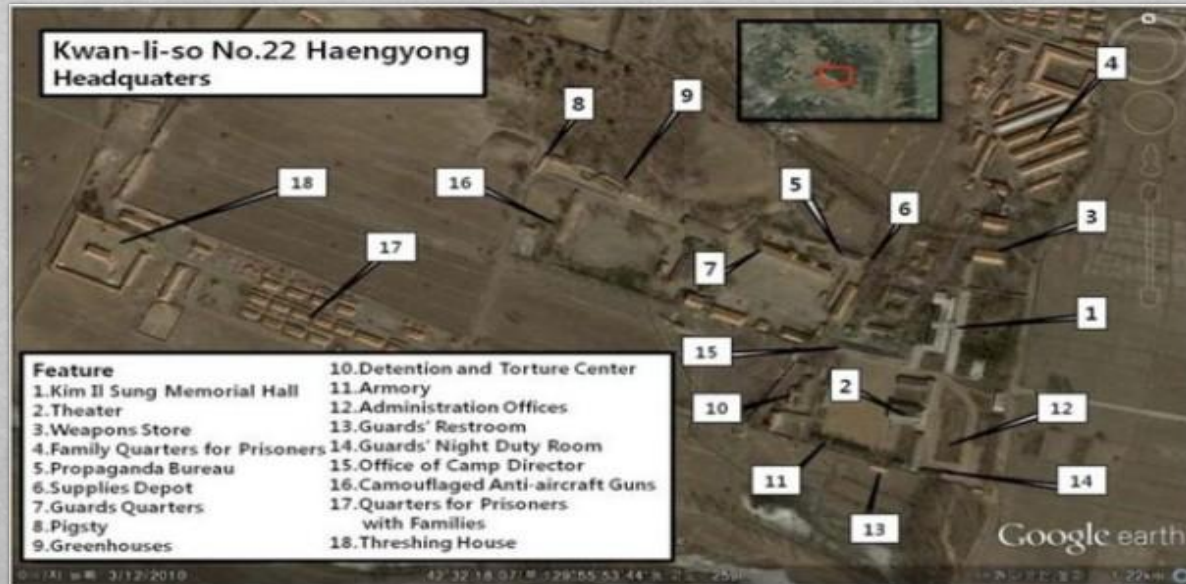 Kwan-li-so No.22 Haengyong
Headquaters
8
9
4
18
16
5
6
3
17
7
1
15
2
10
12
11
14
13
Feature
1.Kim Il Sung Memorial Hall
2.Theater
3.Weapons Store
4.Family Quarters for Prisoners
5.Propaganda Bureau
6.Supplies Depot
7.Guards Quarters
8.Pigsty
9.Greenhouses
10.Detention and Torture Center
11.Armory
12.Administration Offices
13.Guards' Restroom
14.Guards' Night Duty Room
15.Office of Camp Director
16.Camouflaged Anti-aircraft Guns
17.Quarters for Prisoners
with Families
18.Threshing House
Google earth
3/12/2010